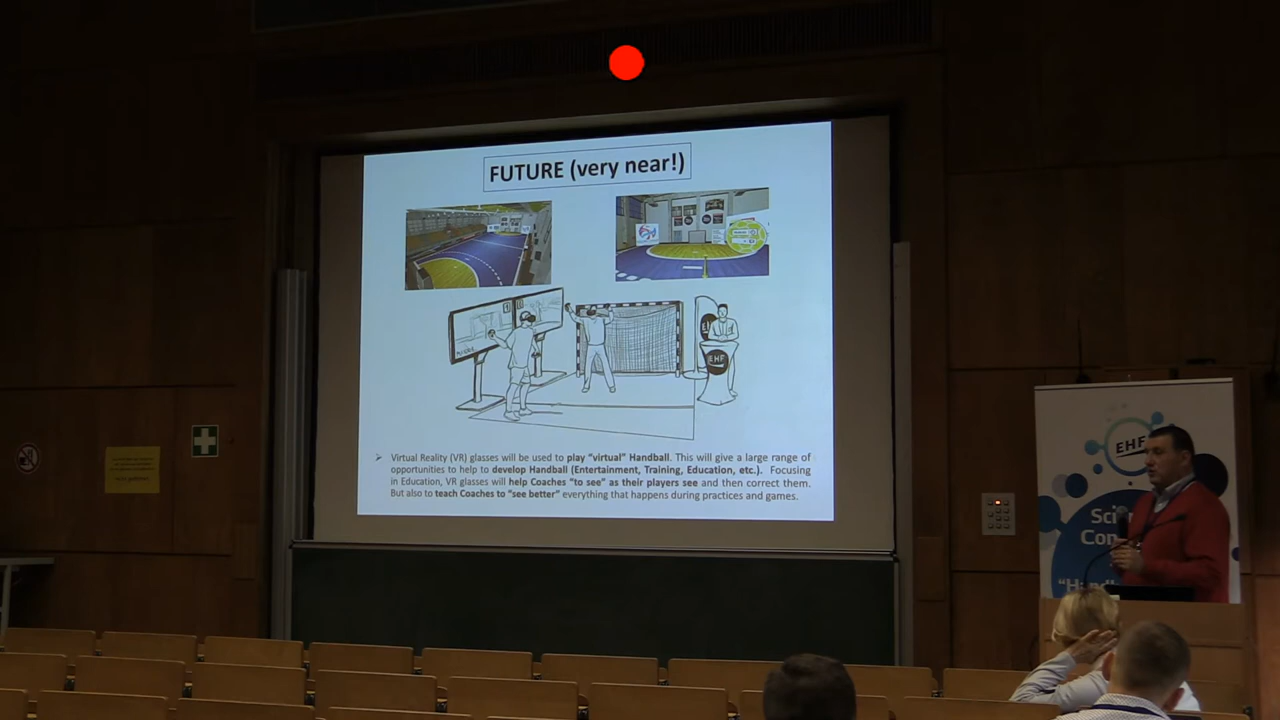 FUTURE (very near!)
EHF
➢ Virtual Reality (VR) glasses will be used to play “virtual” Handball. This will give a large range of
opportunities to help to develop Handball (Entertainment, Training, Education, etc.). Focusing
in Education, VR glasses will help Coaches “to see” as their players see and then correct them.
But also to teach Coaches to “see better” everything that happens during practices and games.
EHF